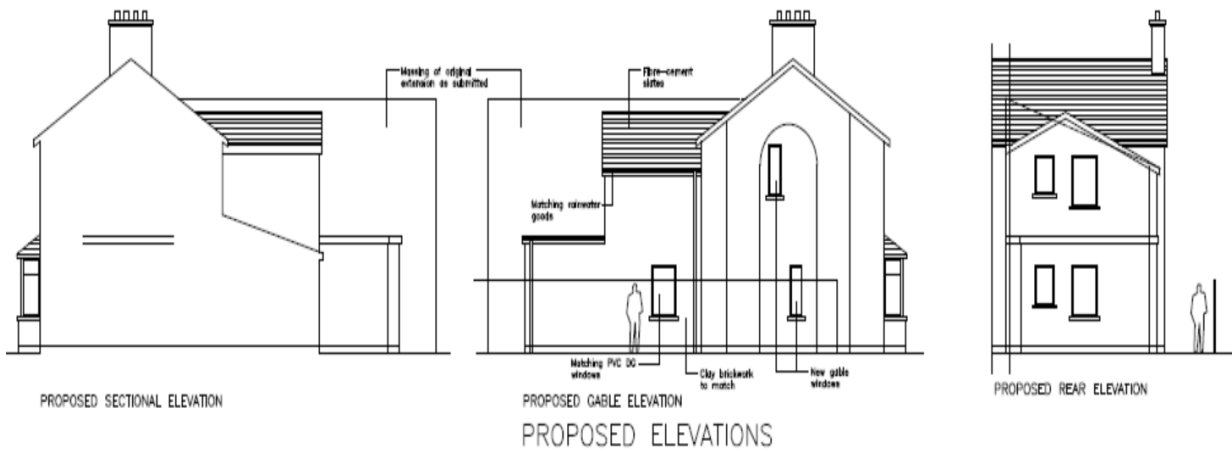 Massing of original
extension as submitted
Fibre-cement
slates
Matching rainwater
goods
Matching PVC DG
windows
Clay brickwork
to match
New gable
windows
PROPOSED SECTIONAL ELEVATION
PROPOSED GABLE ELEVATION
PROPOSED REAR ELEVATION
PROPOSED ELEVATIONS